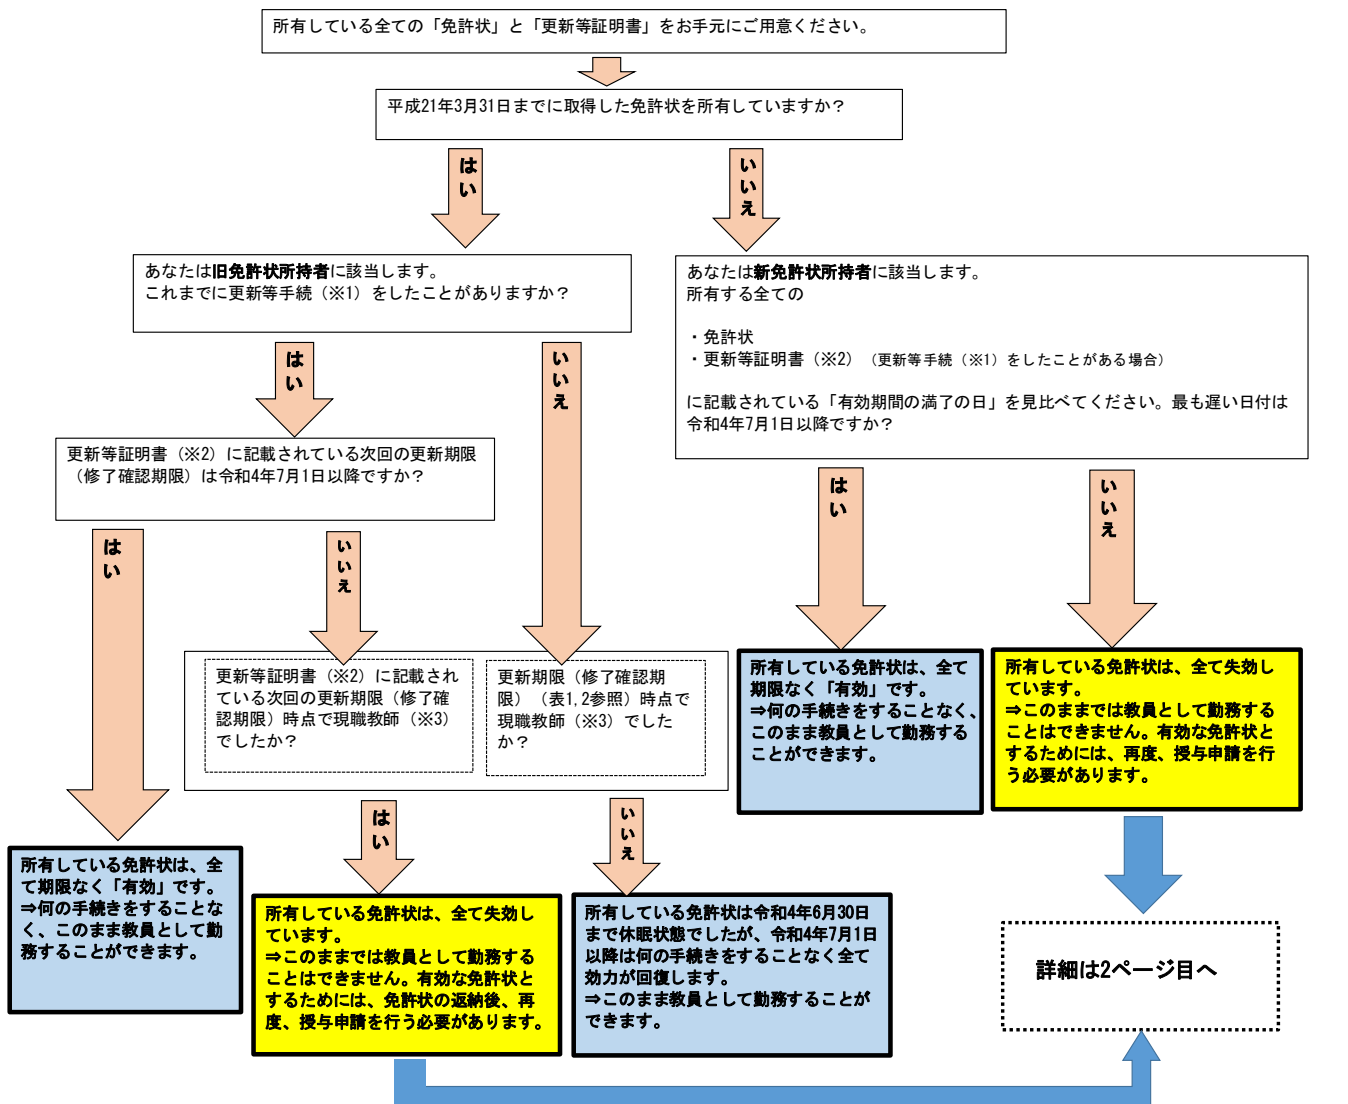 所有している全ての「免許状」と「更新等証明書」をお手元にご用意ください。
平成21年3月31日までに取得した免許状を所有していますか？
はい
いいえ
あなたは旧免許状所持者に該当します。
これまでに更新等手続（※1）をしたことがありますか？
あなたは新免許状所持者に該当します。
所有する全ての
・免許状
・更新等証明書（※2）（更新等手続（※1）をしたことがある場合）
に記載されている「有効期間の満了の日」を見比べてください。最も遅い日付は
令和4年7月1日以降ですか？
はい
いいえ
更新等証明書（※2）に記載されている次回の更新期限
（修了確認期限）は令和4年7月1日以降ですか？
はい
いいえ
はい
いいえ
更新等証明書（※2）に記載され
ている次回の更新期限（修了確
認期限）時点で現職教師（※3）
でしたか？
更新期限（修了確認期
限）（表1,2参照）時点で
現職教師（※3）でした
か？
所有している免許状は、全て
期限なく「有効」です。
⇒何の手続きをすることなく、
このまま教員として勤務する
ことができます。
所有している免許状は、全て失効し
ています。
⇒このままでは教員として勤務する
ことはできません。有効な免許状と
するためには、再度、授与申請を行
う必要があります。
はい
いいえ
所有している免許状は、全
て期限なく「有効」です。
⇒何の手続きをすることな
く、このまま教員として勤
務することができます。
所有している免許状は、全て失効し
ています。
⇒このままでは教員として勤務する
ことはできません。有効な免許状と
するためには、免許状の返納後、再
度、授与申請を行う必要があります。
所有している免許状は令和4年6月30日
まで休眠状態でしたが、令和4年7月1日
以降は何の手続きをすることなく全て
効力が回復します。
⇒このまま教員として勤務することが
できます。
詳細は2ページ目へ